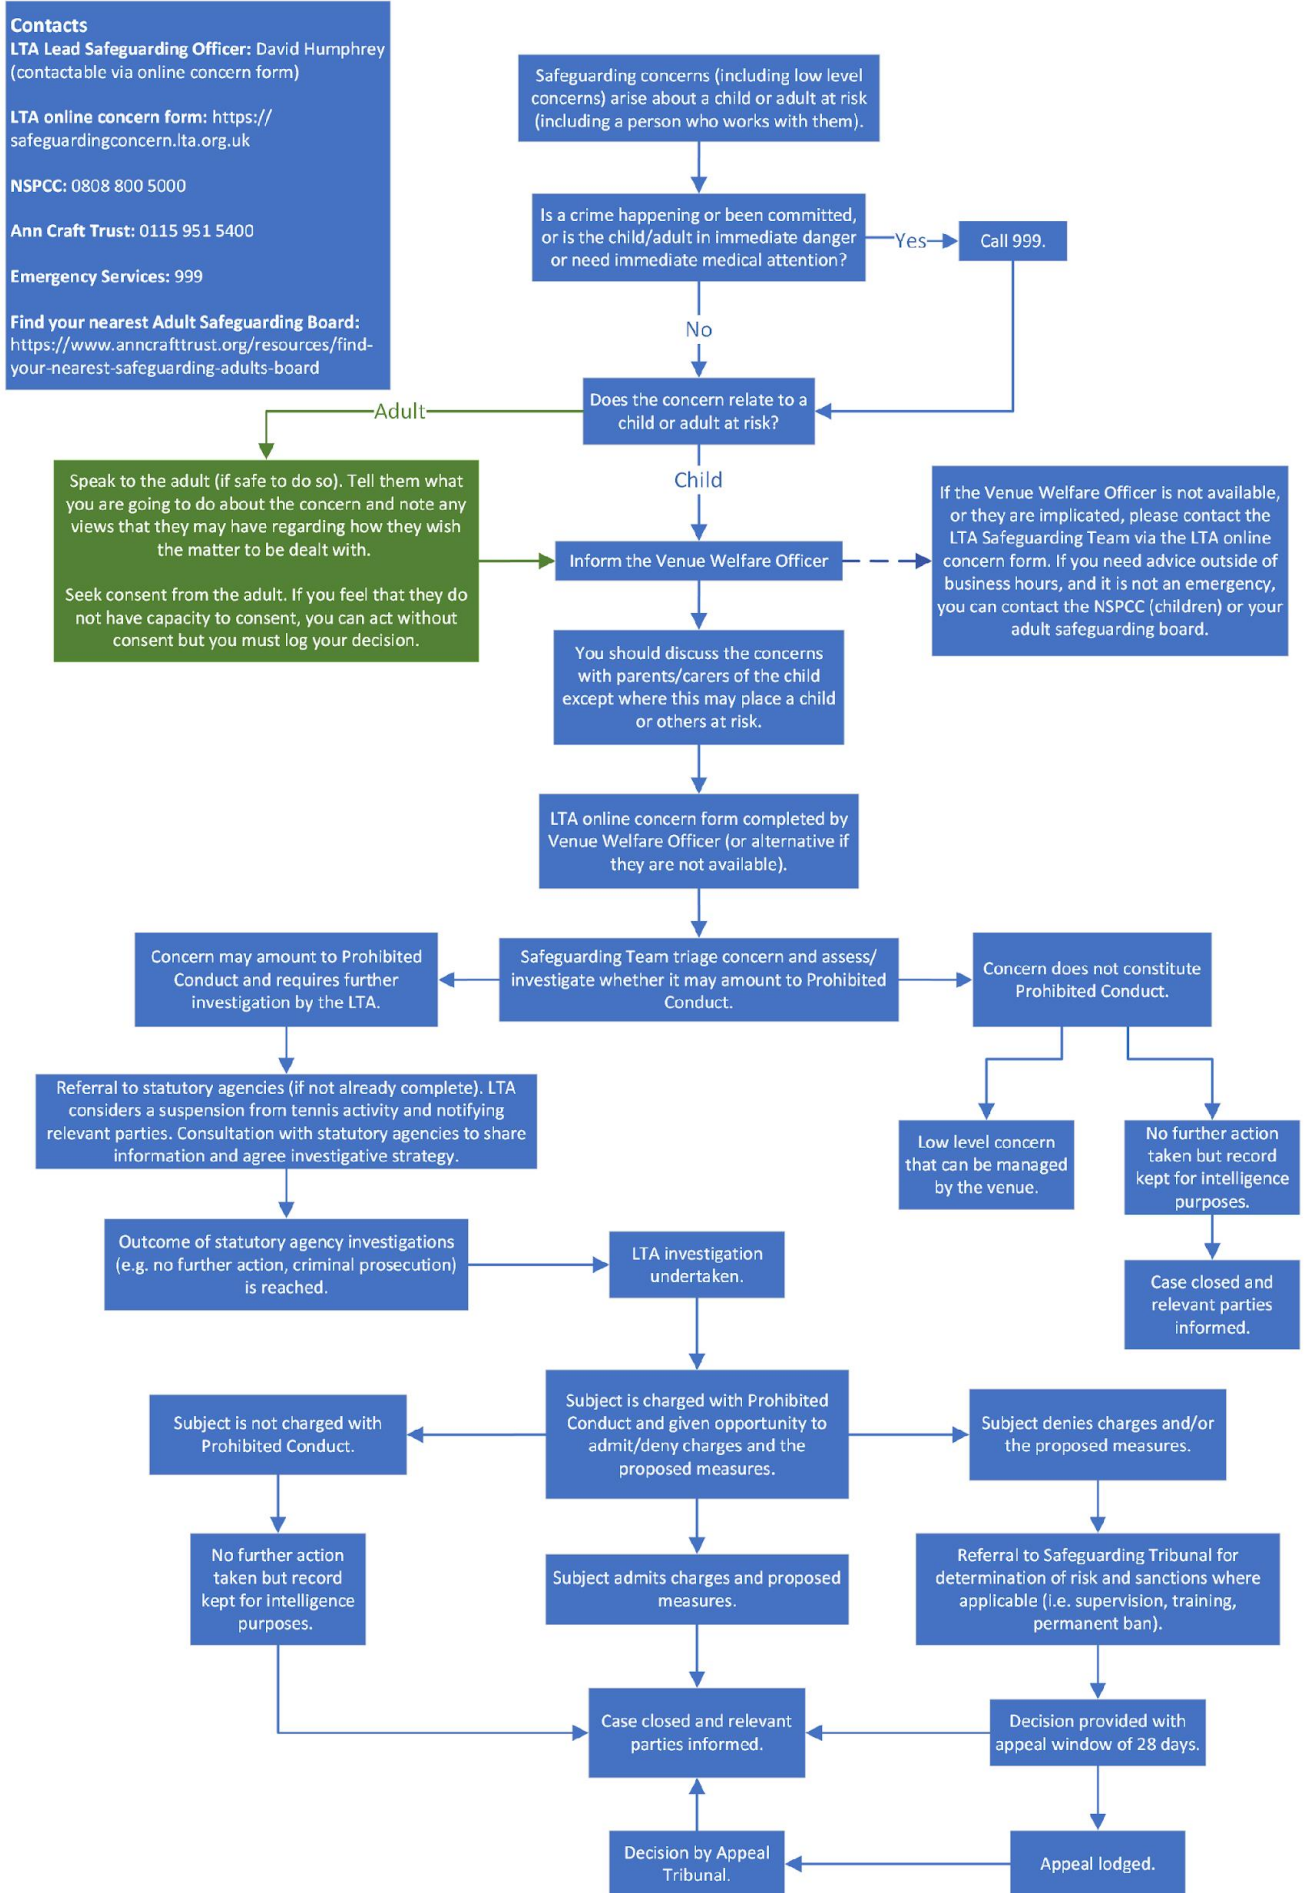 Contacts
LTA Lead Safeguarding Officer: David Humphrey
(contactable via online concern form)
LTA online concern form: https://
safeguardingconcern.lta.org.uk
NSPCC: 0808 800 5000
Ann Craft Trust: 0115 951 5400
Emergency Services: 999
Find your nearest Adult Safeguarding Board:
https://www.anncrafttrust.org/resources/find-
your-nearest-safeguarding-adults-board
Safeguarding concerns (including low level
concerns) arise about a child or adult at risk
(including a person who works with them).
Is a crime happening or been committed,
or is the child/adult in immediate danger
or need immediate medical attention?
Yes
Call 999.
No
Does the concern relate to a
child or adult at risk?
Adult
Child
Speak to the adult (if safe to do so). Tell them what
you are going to do about the concern and note any
views that they may have regarding how they wish
the matter to be dealt with.
Seek consent from the adult. If you feel that they do
not have capacity to consent, you can act without
consent but you must log your decision.
Inform the Venue Welfare Officer
If the Venue Welfare Officer is not available,
or they are implicated, please contact the
LTA Safeguarding Team via the LTA online
concern form. If you need advice outside of
business hours, and it is not an emergency,
you can contact the NSPCC (children) or your
adult safeguarding board.
You should discuss the concerns
with parents/carers of the child
except where this may place a child
or others at risk.
LTA online concern form completed by
Venue Welfare Officer (or alternative if
they are not available).
Safeguarding Team triage concern and assess/
investigate whether it may amount to Prohibited
Conduct.
Concern may amount to Prohibited
Conduct and requires further
investigation by the LTA.
Concern does not constitute
Prohibited Conduct.
Referral to statutory agencies (if not already complete). LTA
considers a suspension from tennis activity and notifying
relevant parties. Consultation with statutory agencies to share
information and agree investigative strategy.
Low level concern
that can be managed
by the venue.
No further action
taken but record
kept for intelligence
purposes.
Outcome of statutory agency investigations
(e.g. no further action, criminal prosecution)
is reached.
LTA investigation
undertaken.
Case closed and
relevant parties
informed.
Subject is not charged with
Prohibited Conduct.
Subject is charged with Prohibited
Conduct and given opportunity to
admit/deny charges and the
proposed measures.
Subject denies charges and/or
the proposed measures.
No further action
taken but record
kept for intelligence
purposes.
Subject admits charges and proposed
measures.
Referral to Safeguarding Tribunal for
determination of risk and sanctions where
applicable (i.e. supervision, training,
permanent ban).
Case closed and relevant
parties informed.
Decision provided with
appeal window of 28 days.
Decision by Appeal
Tribunal.
Appeal lodged.